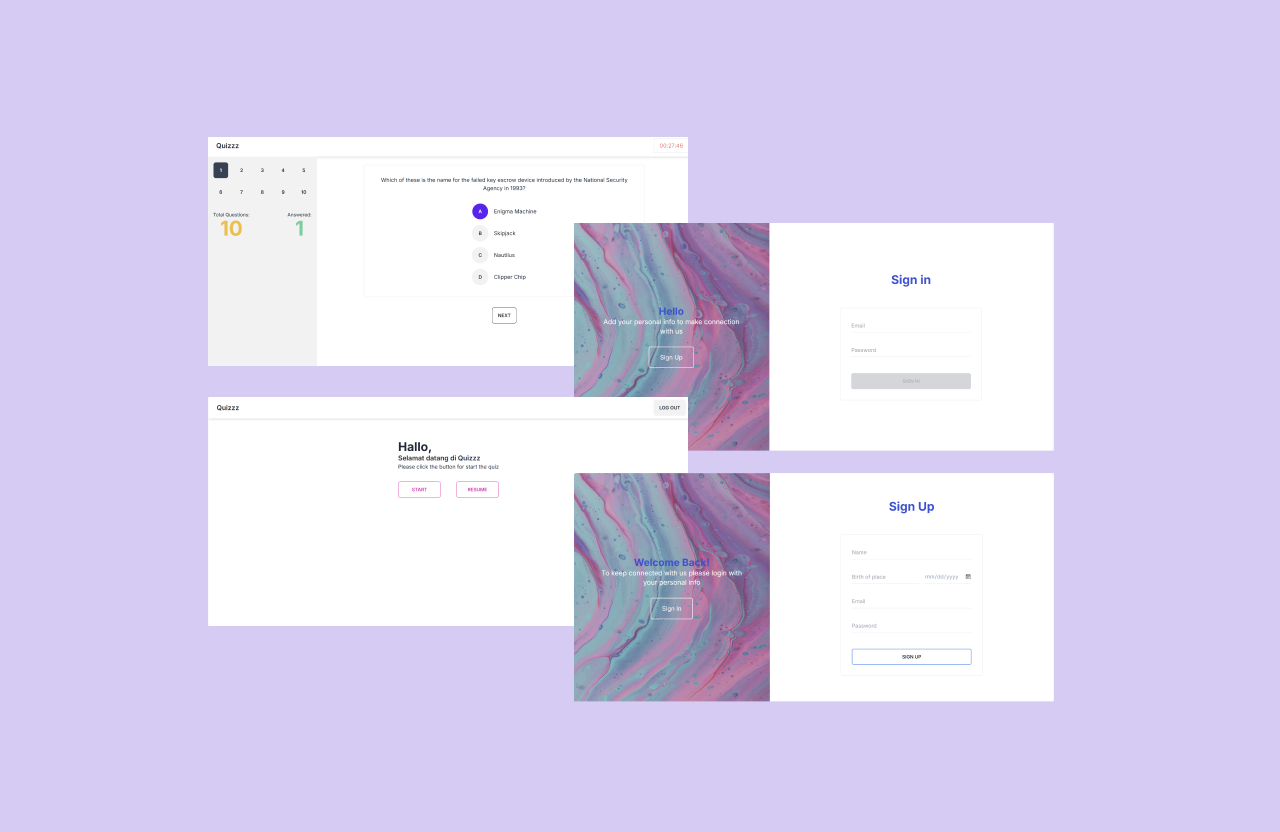 Quizzz
00:27:48
1 2 3 4 5
6 7 8 9 10
Total Questions: Answered:
10 1
Which of these is the name for the failed key escrow device introduced by the National Security
Agency in 1993?
A Enigma Machine
B Skipjack
C Nautilus
D Clipper Chip
NEXT
Hello
Add your personal info to make connection
with us
Sign Up
Sign in
Email
Password
SIGN IN
Quizzz
LOG OUT
Hallo,
Selamat datang di Quizzz
Please click the button for start the quiz
START RESUME
Welcome Back!
To keep connected with us please login with
your personal info
Sign In
Sign Up
Name
Birth of place mm/dd/yyyy
Email
Password
SIGN UP